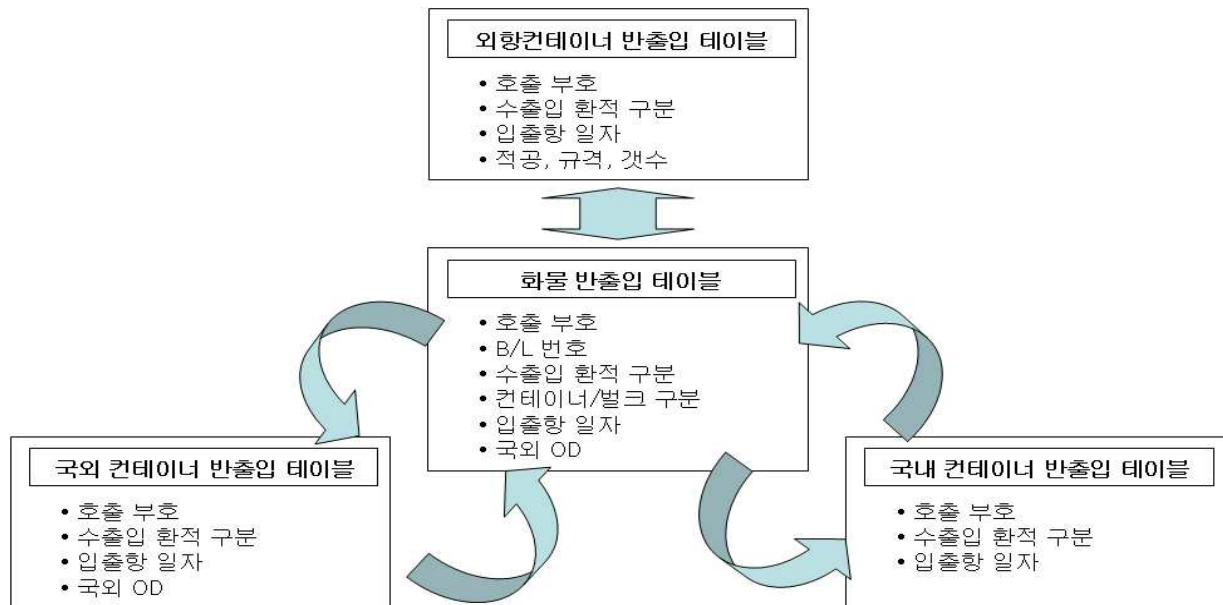 외항컨테이너 반출입 테이블
• 호출 부호
• 수출입 환적 구분
• 입출항 일자
• 적공, 규격, 갯수
화물 반출입 테이블
• 호출 부호
• B/L 번호
• 수출입 환적 구분
• 컨테이너/벌크 구분
• 입출항 일자
• 국외 OD
국외 컨테이너 반출입 테이블
• 호출 부호
• 수출입 환적 구분
• 입출항 일자
• 국외 OD
국내 컨테이너 반출입 테이블
• 호출 부호
• 수출입 환적 구분
• 입출항 일자